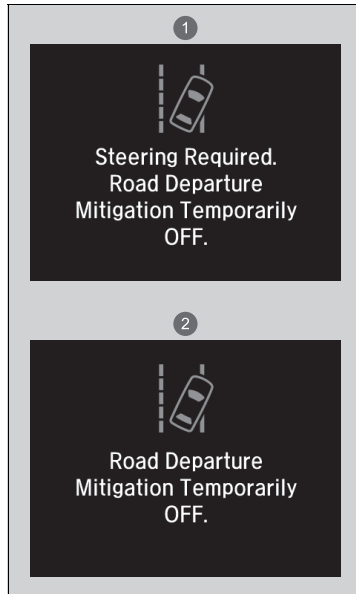 1
Steering Required.
Road Departure
Mitigation Temporarily
OFF.
2
Road Departure
Mitigation Temporarily
OFF.